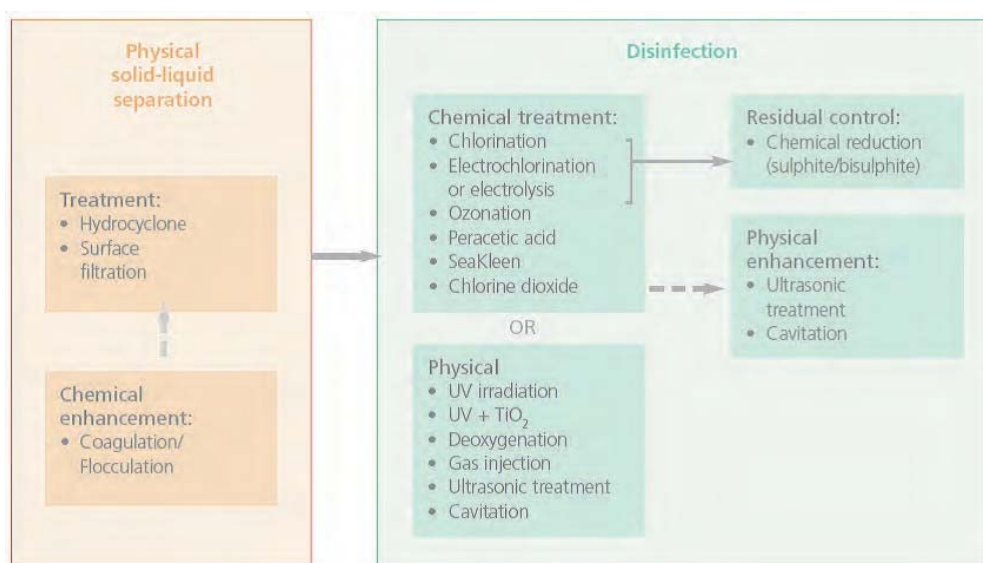 Physical
solid-liquid
separation
Treatment:
• Hydrocyclone
• Surface
filtration
Chemical
enhancement:
• Coagulation/
Flocculation
Disinfection
Chemical treatment:
• Chlorination
• Electrochlorination
or electrolysis
• Ozonation
• Peracetic acid
• SeaKleen
• Chlorine dioxide
OR
Physical
• UV irradiation
• UV + TiO₂
• Deoxygenation
• Gas injection
• Ultrasonic treatment
• Cavitation
Residual control:
• Chemical reduction
(sulphite/bisulphite)
Physical
enhancement:
• Ultrasonic
treatment
• Cavitation